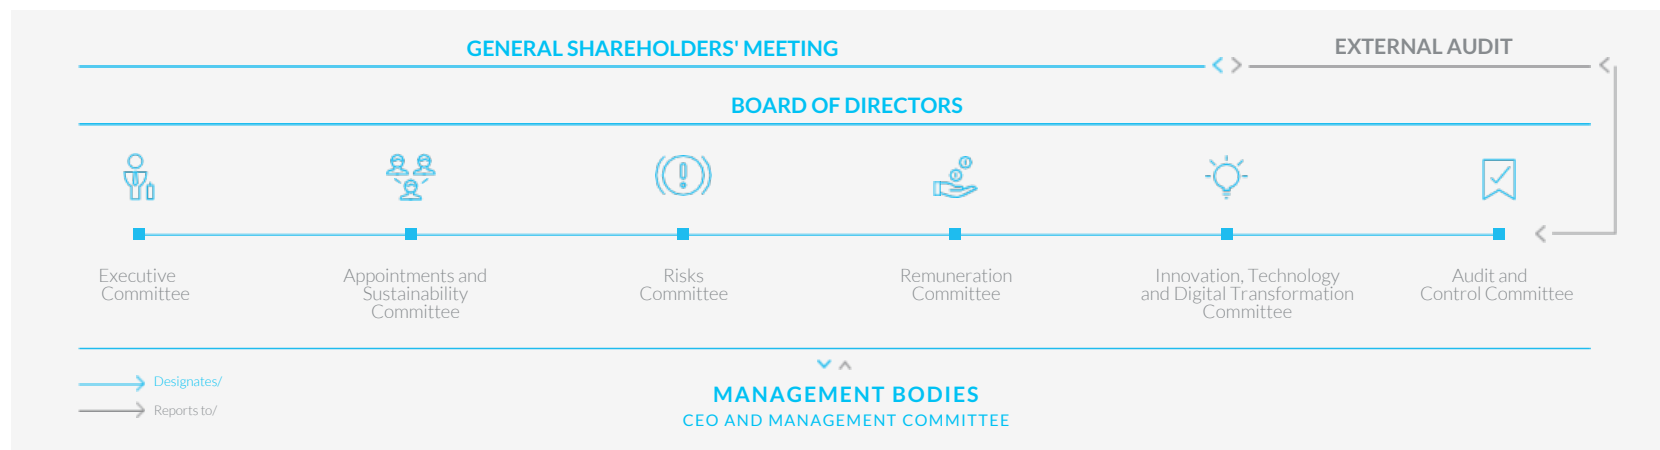 GENERAL SHAREHOLDERS' MEETING
EXTERNAL AUDIT
BOARD OF DIRECTORS
Executive
Committee
Appointments and
Sustainability
Committee
Risks
Committee
Remuneration
Committee
Innovation, Technology
and Digital Transformation
Committee
Audit and
Control Committee
Designates/
Reports to/
MANAGEMENT BODIES
CEO AND MANAGEMENT COMMITTEE